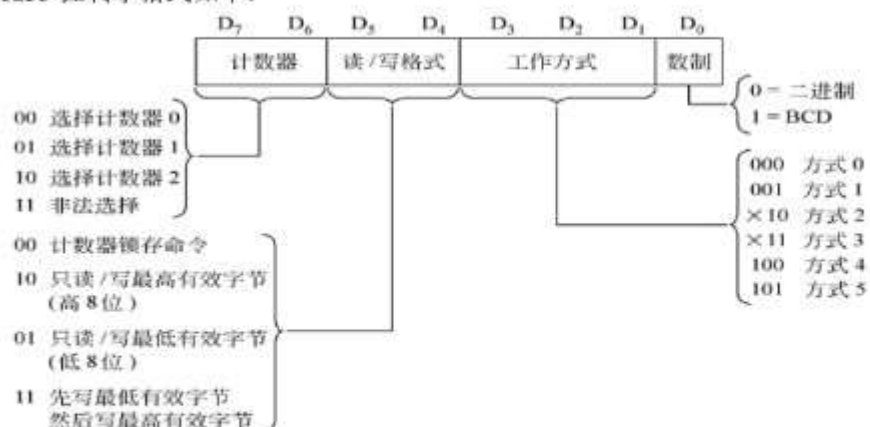 D7 D6 D5 D4 D3 D2 D1 D0
计数器 读/写格式 工作方式 数制
0 = 二进制
1 = BCD
00 选择计数器 0
01 选择计数器 1
10 选择计数器 2
11 非法选择
000 方式 0
001 方式 1
×10 方式 2
×11 方式 3
100 方式 4
101 方式 5
00 计数器锁存命令
10 只读/写最高有效字节
(高 8 位)
01 只读/写最低有效字节
(低 8 位)
11 先写最低有效字节
然后写最高有效字节